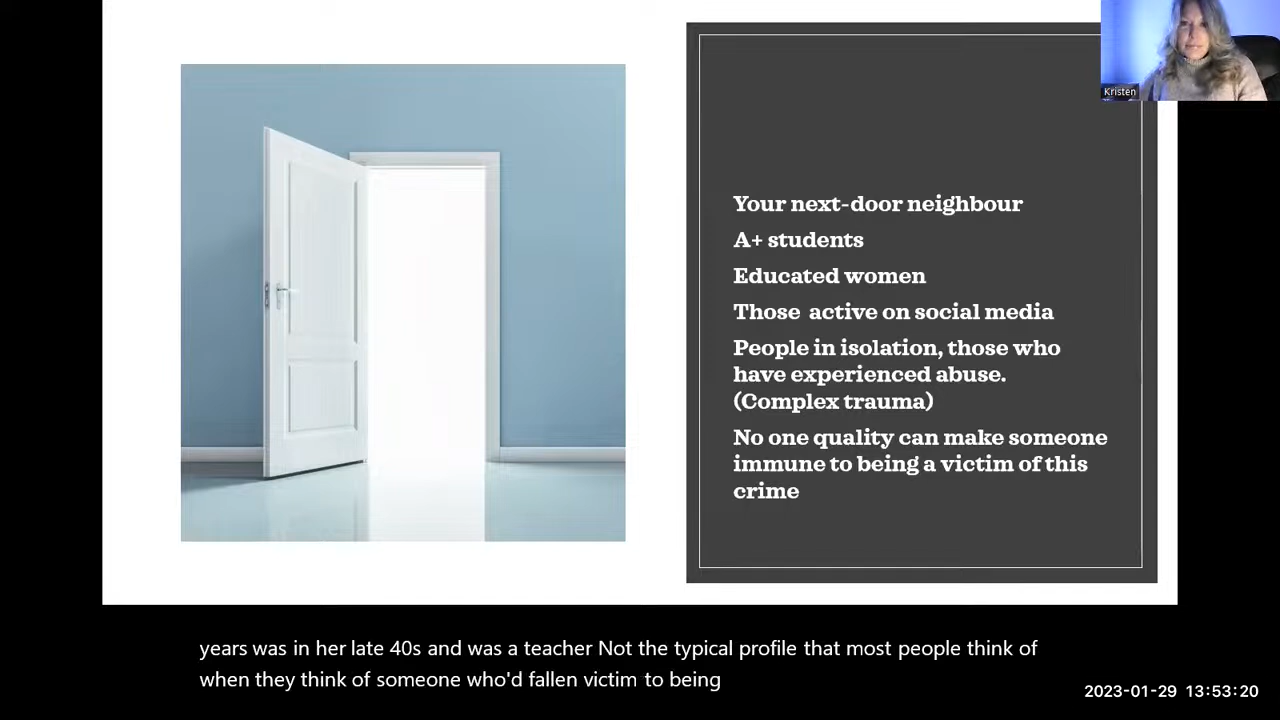 Kristen
Your next-door neighbour
A+ students
Educated women
Those  active on social media
People in isolation, those who
have experienced abuse.
(Complex trauma)
No one quality can make someone
immune to being a victim of this
crime
years was in her late 40s and was a teacher Not the typical profile that most people think of
when they think of someone who'd fallen victim to being
2023-01-29 13:53:20